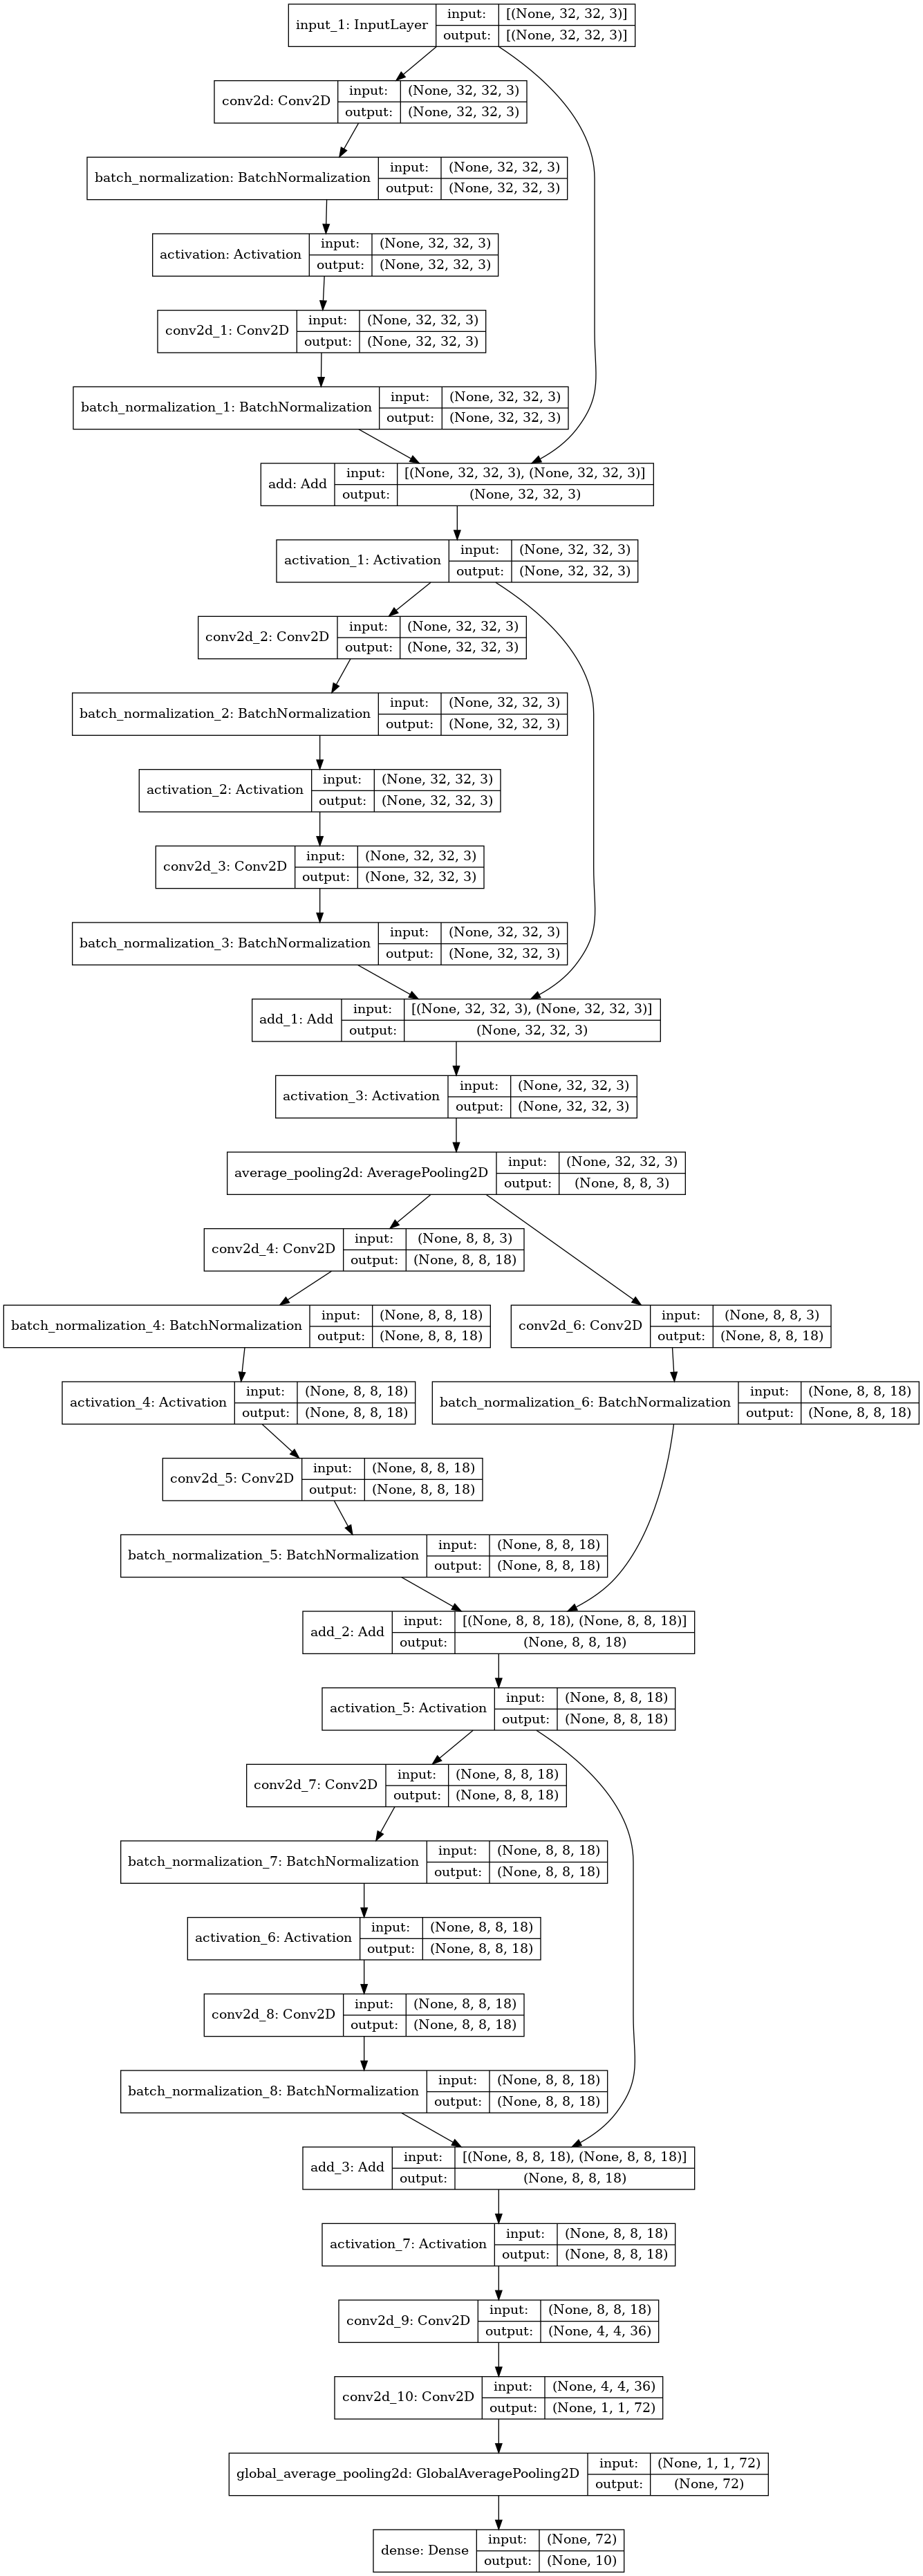 input_1: InputLayer input: [(None, 32, 32, 3)]
output: [(None, 32, 32, 3)]
conv2d: Conv2D input: (None, 32, 32, 3)
output: (None, 32, 32, 3)
batch_normalization: BatchNormalization input: (None, 32, 32, 3)
output: (None, 32, 32, 3)
activation: Activation input: (None, 32, 32, 3)
output: (None, 32, 32, 3)
conv2d_1: Conv2D input: (None, 32, 32, 3)
output: (None, 32, 32, 3)
batch_normalization_1: BatchNormalization input: (None, 32, 32, 3)
output: (None, 32, 32, 3)
add: Add input: [(None, 32, 32, 3), (None, 32, 32, 3)]
output: (None, 32, 32, 3)
activation_1: Activation input: (None, 32, 32, 3)
output: (None, 32, 32, 3)
conv2d_2: Conv2D input: (None, 32, 32, 3)
output: (None, 32, 32, 3)
batch_normalization_2: BatchNormalization input: (None, 32, 32, 3)
output: (None, 32, 32, 3)
activation_2: Activation input: (None, 32, 32, 3)
output: (None, 32, 32, 3)
conv2d_3: Conv2D input: (None, 32, 32, 3)
output: (None, 32, 32, 3)
batch_normalization_3: BatchNormalization input: (None, 32, 32, 3)
output: (None, 32, 32, 3)
add_1: Add input: [(None, 32, 32, 3), (None, 32, 32, 3)]
output: (None, 32, 32, 3)
activation_3: Activation input: (None, 32, 32, 3)
output: (None, 32, 32, 3)
average_pooling2d: AveragePooling2D input: (None, 32, 32, 3)
output: (None, 8, 8, 3)
conv2d_4: Conv2D input: (None, 8, 8, 3)
output: (None, 8, 8, 18)
batch_normalization_4: BatchNormalization input: (None, 8, 8, 18)
output: (None, 8, 8, 18)
conv2d_6: Conv2D input: (None, 8, 8, 3)
output: (None, 8, 8, 18)
activation_4: Activation input: (None, 8, 8, 18)
output: (None, 8, 8, 18)
batch_normalization_6: BatchNormalization input: (None, 8, 8, 18)
output: (None, 8, 8, 18)
conv2d_5: Conv2D input: (None, 8, 8, 18)
output: (None, 8, 8, 18)
batch_normalization_5: BatchNormalization input: (None, 8, 8, 18)
output: (None, 8, 8, 18)
add_2: Add input: [(None, 8, 8, 18), (None, 8, 8, 18)]
output: (None, 8, 8, 18)
activation_5: Activation input: (None, 8, 8, 18)
output: (None, 8, 8, 18)
conv2d_7: Conv2D input: (None, 8, 8, 18)
output: (None, 8, 8, 18)
batch_normalization_7: BatchNormalization input: (None, 8, 8, 18)
output: (None, 8, 8, 18)
activation_6: Activation input: (None, 8, 8, 18)
output: (None, 8, 8, 18)
conv2d_8: Conv2D input: (None, 8, 8, 18)
output: (None, 8, 8, 18)
batch_normalization_8: BatchNormalization input: (None, 8, 8, 18)
output: (None, 8, 8, 18)
add_3: Add input: [(None, 8, 8, 18), (None, 8, 8, 18)]
output: (None, 8, 8, 18)
activation_7: Activation input: (None, 8, 8, 18)
output: (None, 8, 8, 18)
conv2d_9: Conv2D input: (None, 8, 8, 18)
output: (None, 4, 4, 36)
conv2d_10: Conv2D input: (None, 4, 4, 36)
output: (None, 1, 1, 72)
global_average_pooling2d: GlobalAveragePooling2D input: (None, 1, 1, 72)
output: (None, 72)
dense: Dense input: (None, 72)
output: (None, 10)